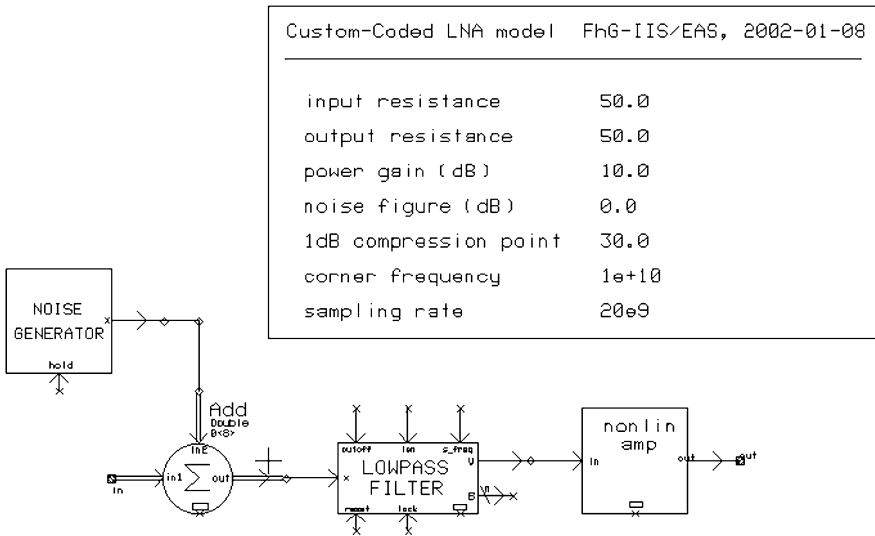 Custom-Coded LNA model FhG-IIS/EAS, 2002-01-08
input resistance 50.0
output resistance 50.0
power gain (dB) 10.0
noise figure (dB) 0.0
1dB compression point 30.0
corner frequency 1e+10
sampling rate 20e9
NOISE
GENERATOR
x
hold
Add
Double
in2
in1
out
In
cutoff
len
s_freq
LOWPASS
FILTER
x
y
B
n
reset
lock
nonlin
amp
In
out
out